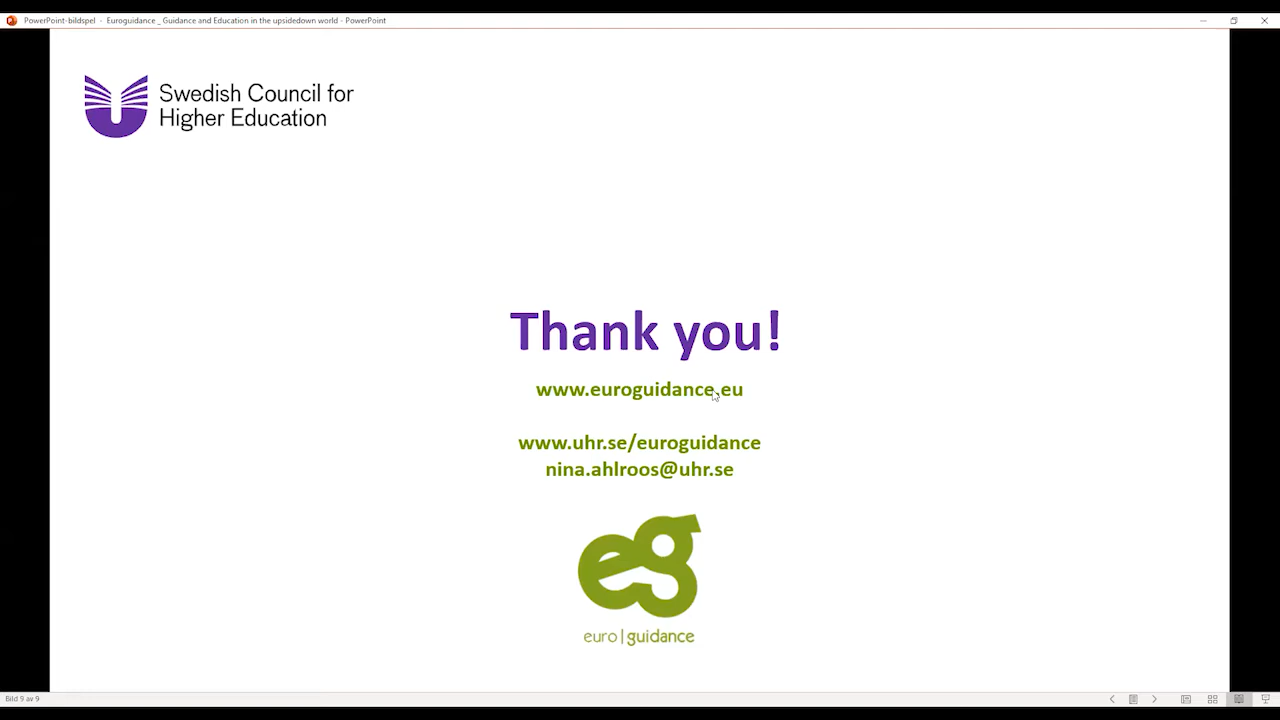 PowerPoint-bildspel - Euroguidance _ Guidance and Education in the upsidedown world - PowerPoint
Swedish Council for
Higher Education
Thank you!
www.euroguidance.eu
www.uhr.se/euroguidance
nina.ahlroos@uhr.se
eg
euro|guidance
Bild 9 av 9